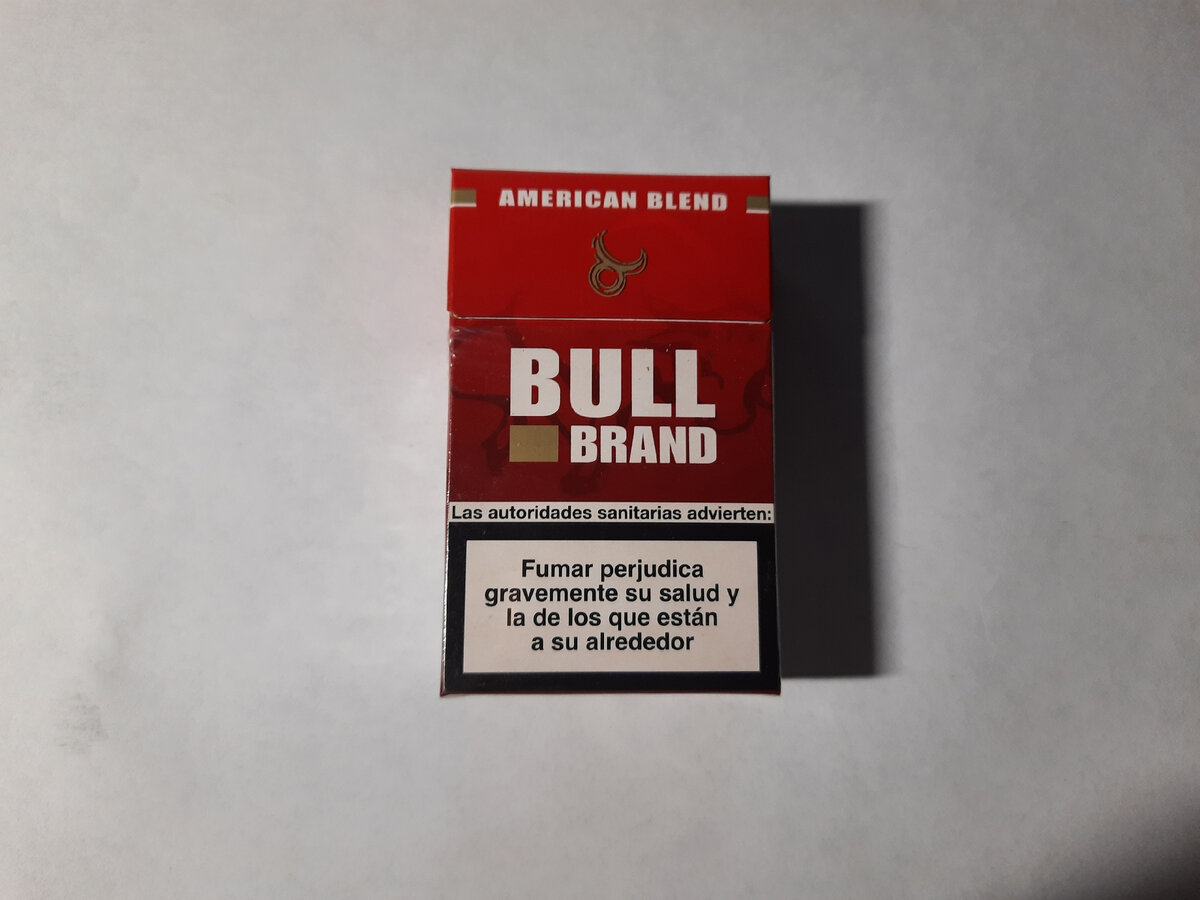 AMERICAN BLEND
BULL
BRAND
Las autoridades sanitarias advierten:
Fumar perjudica
gravemente su salud y
la de los que están
a su alrededor